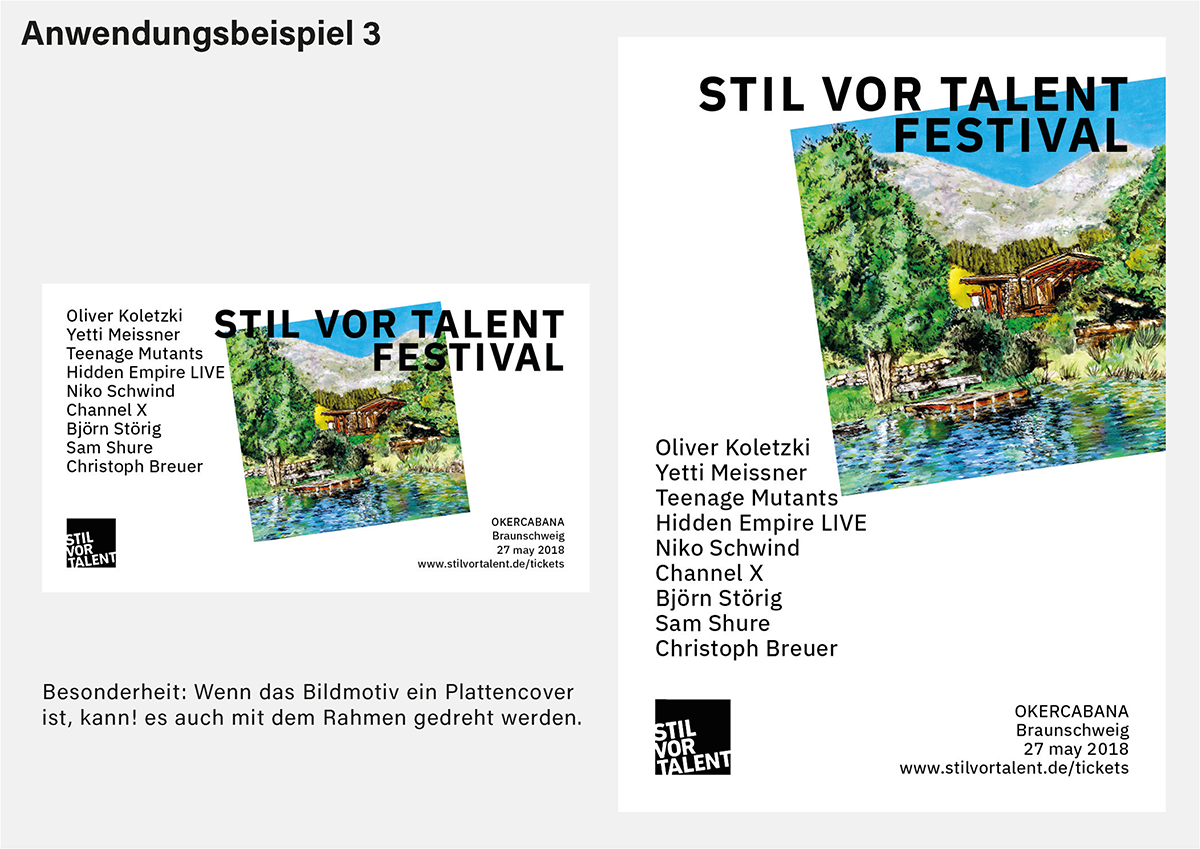 Anwendungsbeispiel 3
Oliver Koletzki
Yetti Meissner
Teenage Mutants
Hidden Empire LIVE
Niko Schwind
Channel X
Björn Störig
Sam Shure
Christoph Breuer
STIL VOR TALENT
FESTIVAL
STIL
VOR
TALENT
OKERCABANA
Braunschweig
27 may 2018
www.stilvortalent.de/tickets
Besonderheit: Wenn das Bildmotiv ein Plattencover
ist, kann! es auch mit dem Rahmen gedreht werden.
STIL VOR TALENT
FESTIVAL
Oliver Koletzki
Yetti Meissner
Teenage Mutants
Hidden Empire LIVE
Niko Schwind
Channel X
Björn Störig
Sam Shure
Christoph Breuer
STIL
VOR
TALENT
OKERCABANA
Braunschweig
27 may 2018
www.stilvortalent.de/tickets